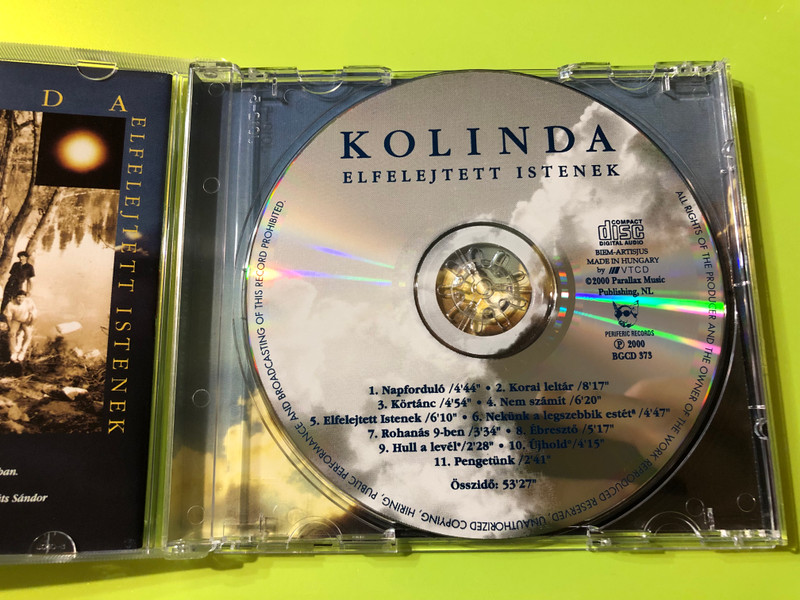 D A
ELFELEJTETT ISTENEK
ban.
its Sándor
KOLINDA
ELFELEJTETT ISTENEK
COMPACT
disc
DIGITAL AUDIO
BIEM-ARTISJUS
MADE IN HUNGARY
by VTCD
©2000 Parallax Music
Publishing, NL
PERIFERIC RECORDS
℗ 2000
BGCD 373
1. Napforduló /4'44" • 2. Korai leltár /8'17"
3. Körtánc /4'54" • 4. Nem számít /6'20"
5. Elfelejtett Istenek /6'10" • 6. Nekünk a legszebbik estét* /4'47"
7. Rohanás 9-ben /3'34" • 8. Ébresztő /5'17"
9. Hull a levél*/2'28" • 10. Újhold*/4'15"
11. Pengetünk /2'41"
Összidő: 53'27"
ALL RIGHTS OF THE PRODUCER AND THE OWNER OF THE WORK REPRODUCED RESERVED, UNAUTHORIZED COPYING, HIRING, PUBLIC PERFORMANCE AND BROADCASTING OF THIS RECORD PROHIBITED.